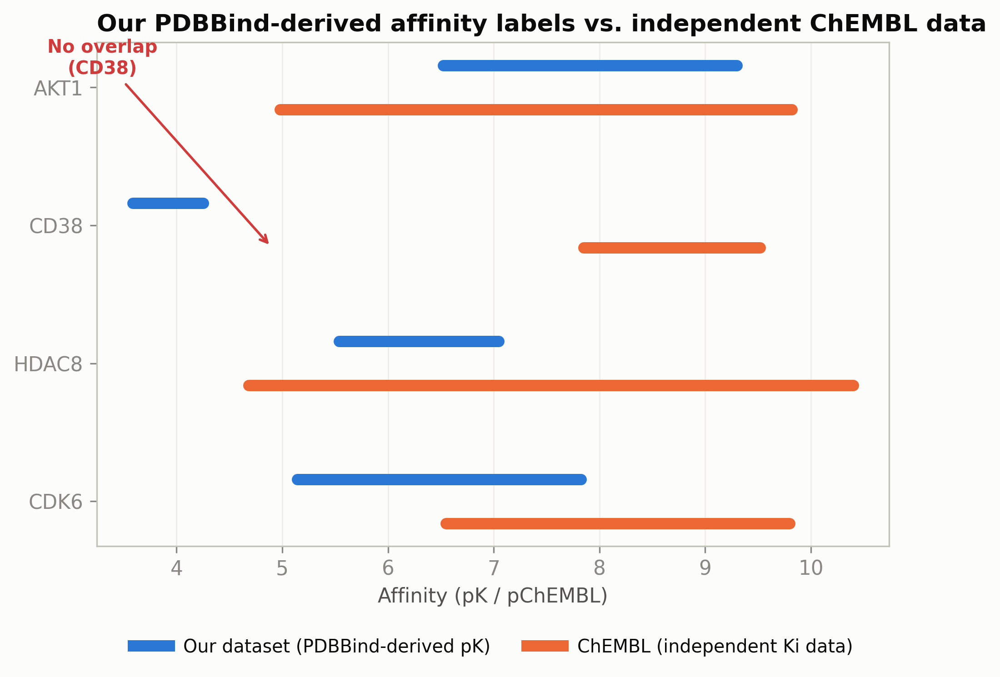 Our PDBBind-derived affinity labels vs. independent ChEMBL data
No overlap
(CD38)
AKT1
CD38
HDAC8
CDK6
4 5 6 7 8 9 10
Affinity (pK / pChEMBL)
Our dataset (PDBBind-derived pK) ChEMBL (independent Ki data)